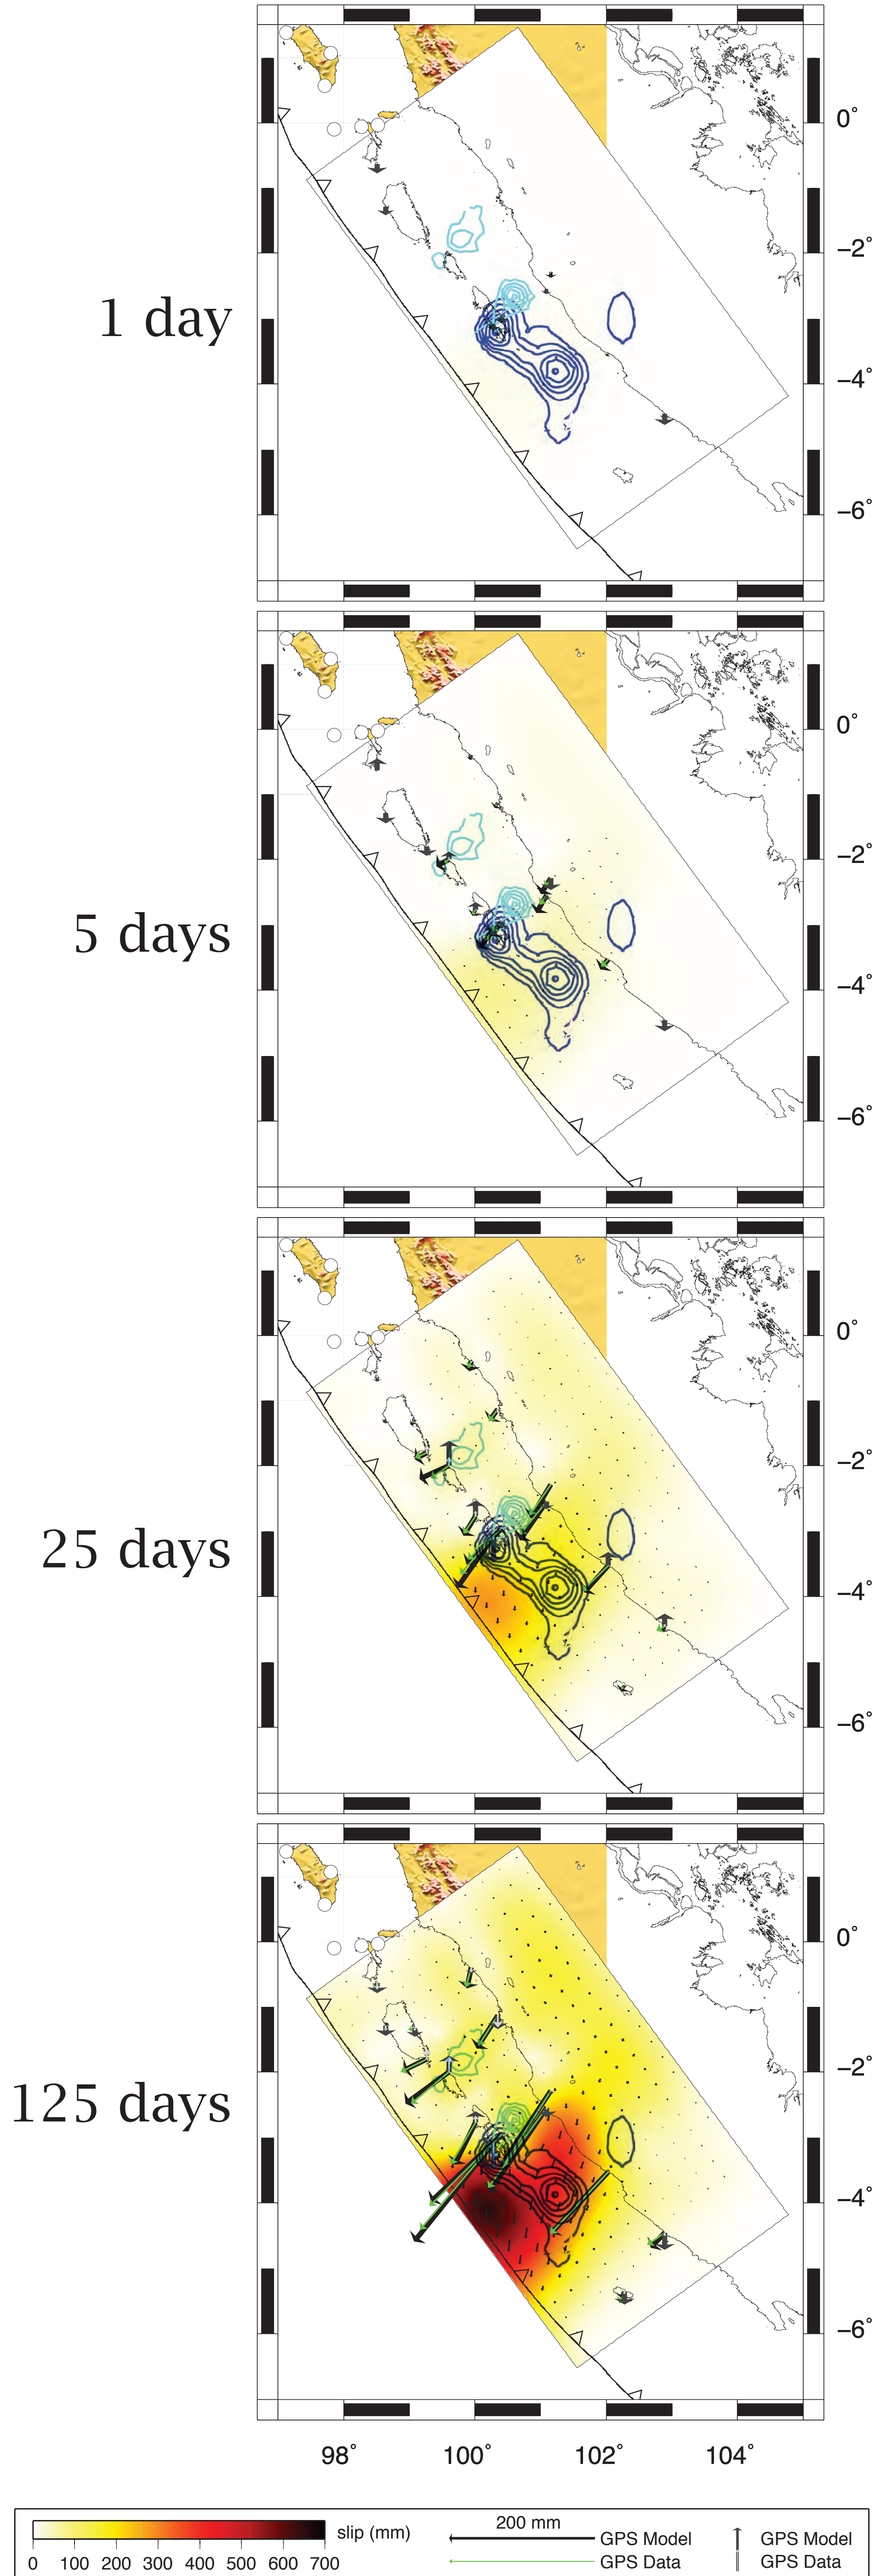 0°
−2°
1 day
−4°
−6°
0°
−2°
5 days
−4°
−6°
0°
−2°
25 days
−4°
−6°
0°
−2°
125 days
−4°
−6°
98° 100° 102° 104°
200 mm
slip (mm) GPS Model GPS Model
0 100 200 300 400 500 600 700 GPS Data GPS Data